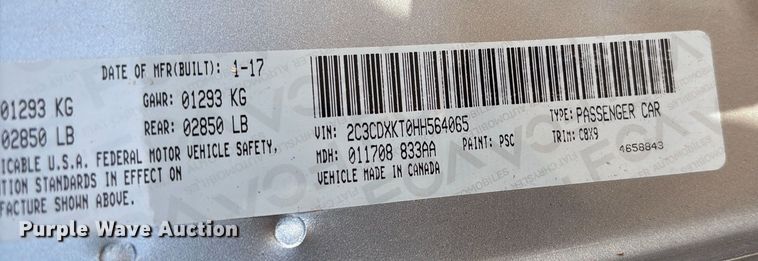 DATE OF MFR(BUILT): 1-17
01293 KG GAWR: 01293 KG
02850 LB REAR: 02850 LB
ICABLE U.S.A. FEDERAL MOTOR VEHICLE SAFETY,
TION STANDARDS IN EFFECT ON
FACTURE SHOWN ABOVE.
VIN: 2C3CDXKT0HH564065 TYPE: PASSENGER CAR
MDH: 011708 833AA PAINT: PSC TRIM: C8X9
VEHICLE MADE IN CANADA 4658843
Purple Wave Auction